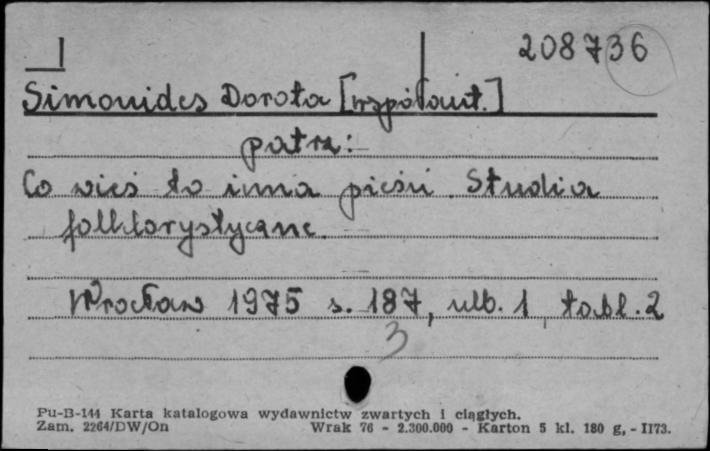 208736
Simonides Dorota [współaut.]
patrz:
Co wieś to inna pieśń. Studia
folklorystyczne.
Wrocław 1975 s. 187, ulb. 1, tabl. 2
3
Pu-B-144 Karta katalogowa wydawnictw zwartych i ciągłych.
Zam. 2264/DW/On Wrak 76 - 2.300.000 - Karton 5 kl. 180 g, - II73.